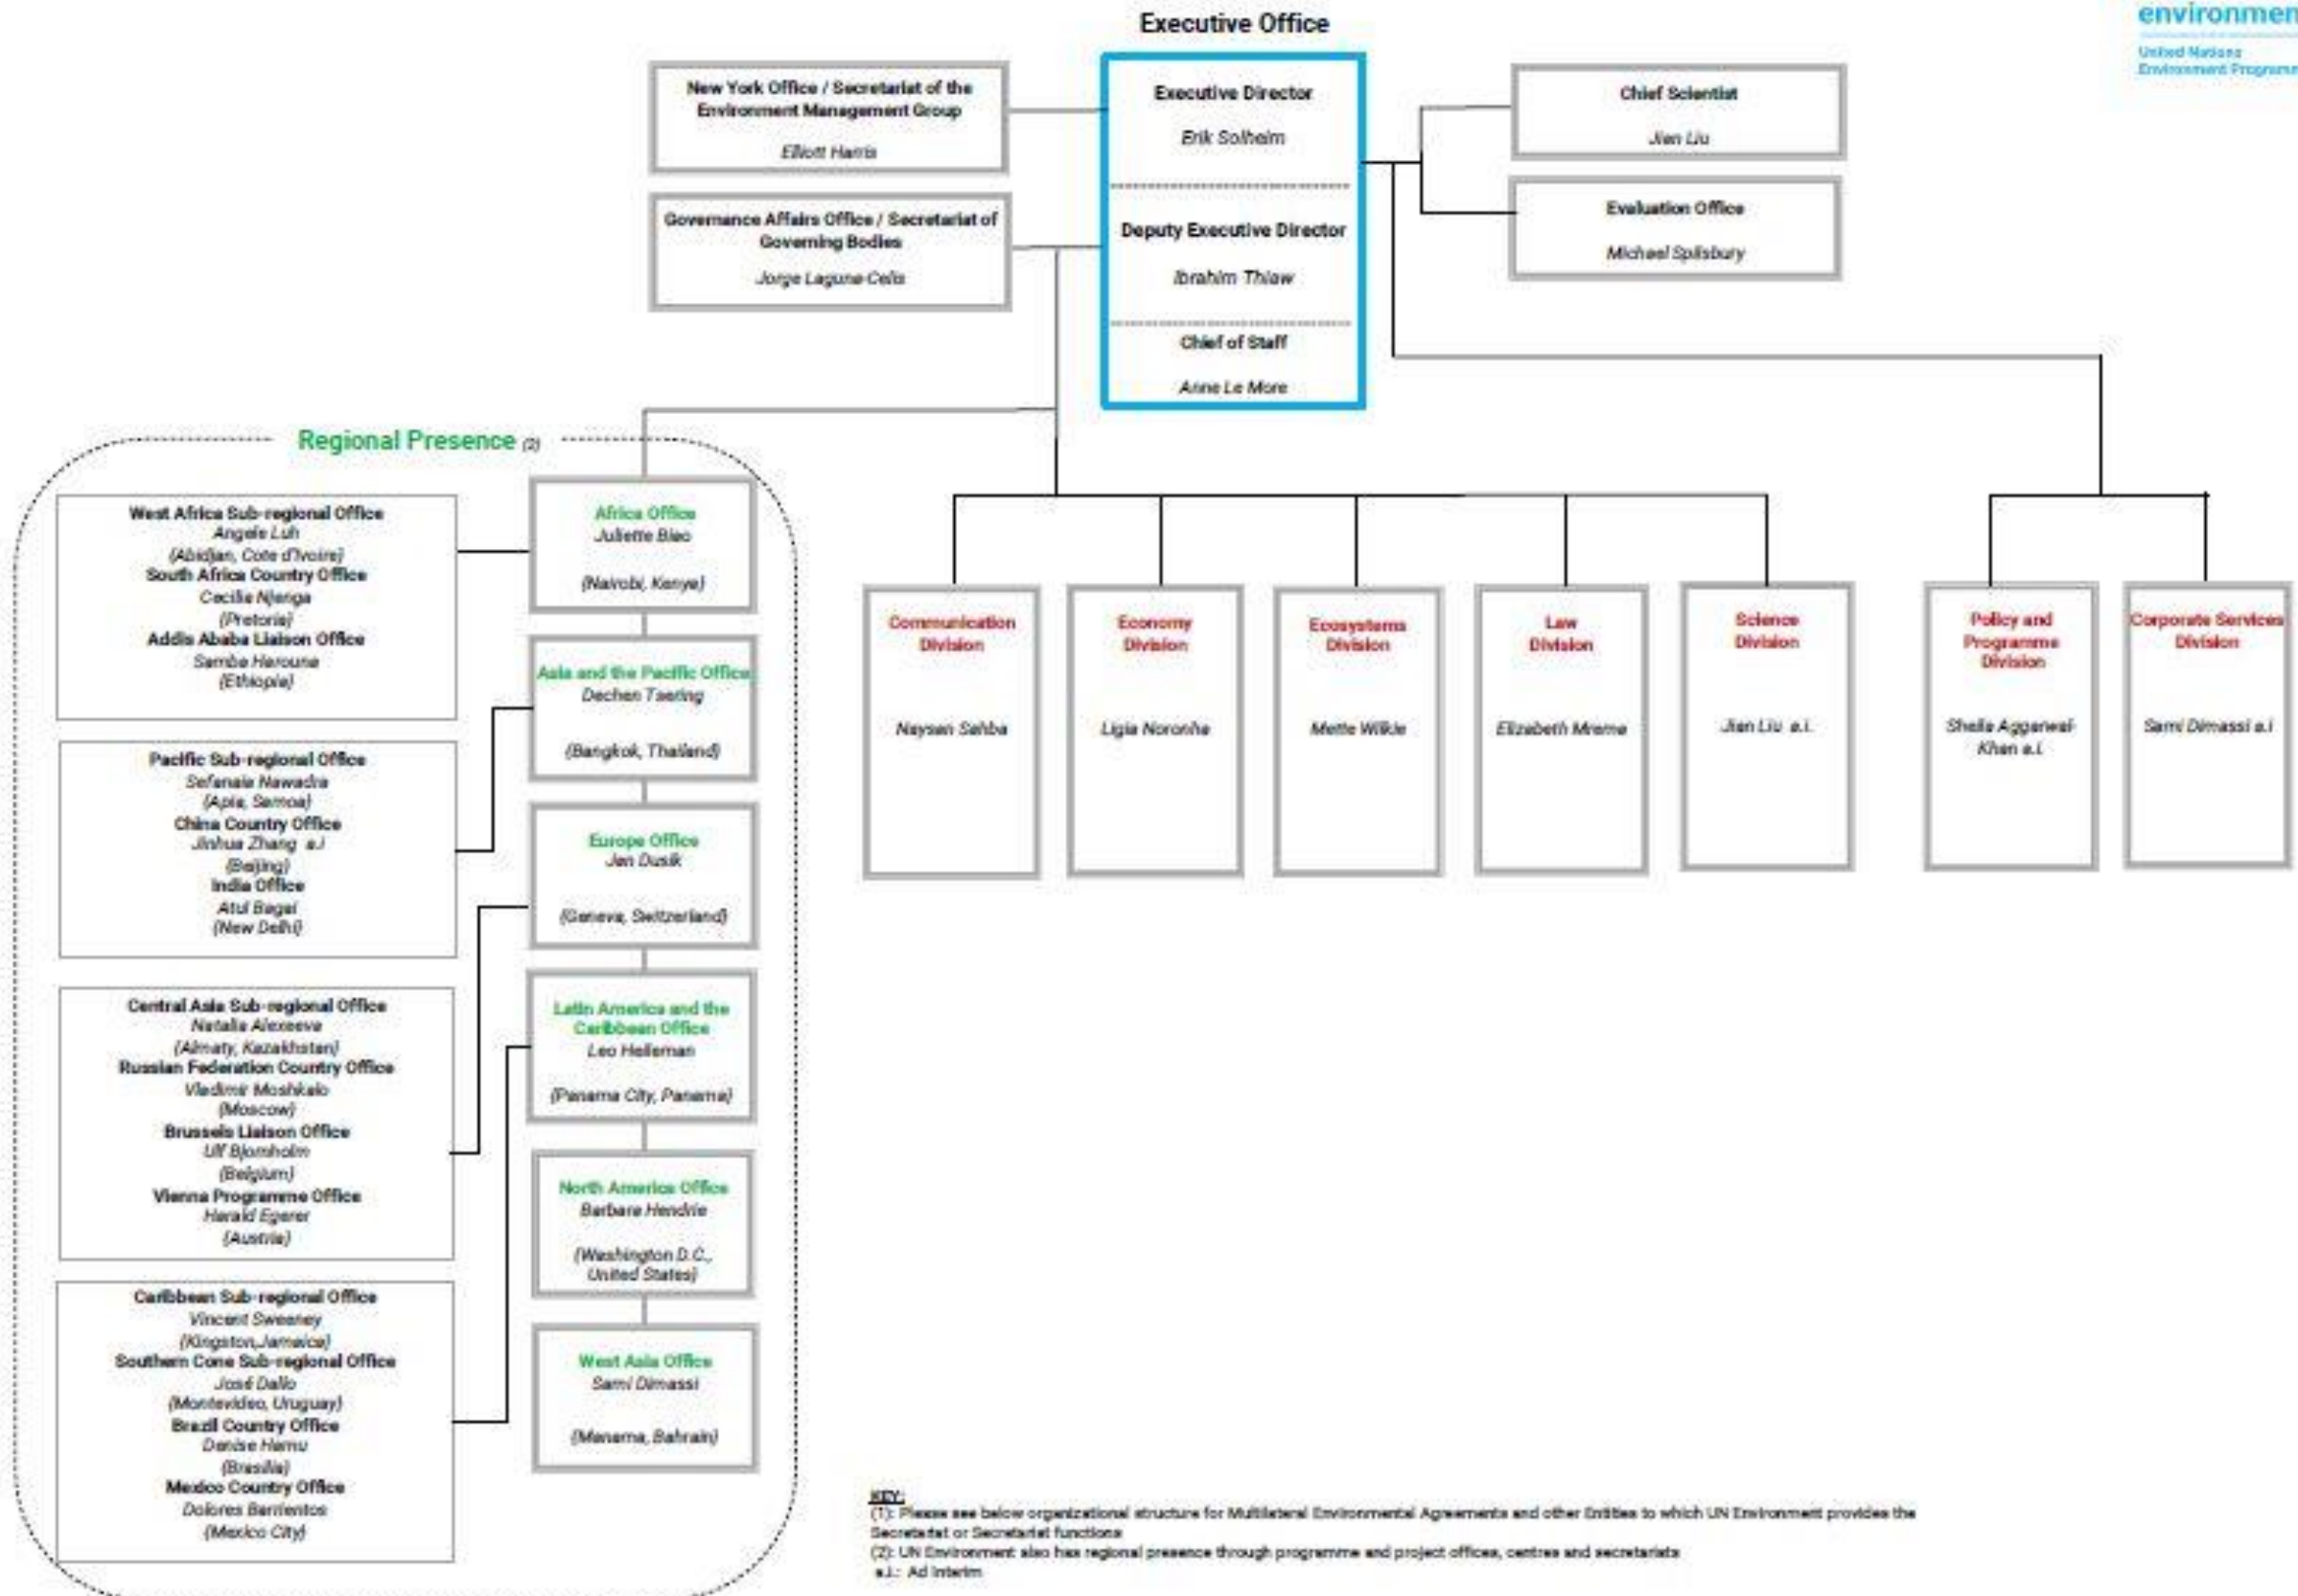 Executive Office
environmen
United Nations
Environment Programm
New York Office / Secretariat of the
Environment Management Group
Elliott Harris
Governance Affairs Office / Secretariat of
Governing Bodies
Jorge Laguna-Celis
Executive Director
Erik Solheim
Deputy Executive Director
Ibrahim Thiaw
Chief of Staff
Anne Le More
Chief Scientist
Jian Liu
Evaluation Office
Michael Spilsbury
Regional Presence (2)
West Africa Sub-regional Office
Angele Luh
(Abidjan, Cote d'Ivoire)
South Africa Country Office
Cecilia Njenga
(Pretoria)
Addis Ababa Liaison Office
Samba Harouna
(Ethiopia)
Pacific Sub-regional Office
Sefanaia Nawadra
(Apia, Samoa)
China Country Office
Jinhua Zhang a.i
(Beijing)
India Office
Atul Bagai
(New Delhi)
Central Asia Sub-regional Office
Natalia Alexeeva
(Almaty, Kazakhstan)
Russian Federation Country Office
Vladimir Moshkalo
(Moscow)
Brussels Liaison Office
Ulf Bjornholm
(Belgium)
Vienna Programme Office
Harald Egerer
(Austria)
Caribbean Sub-regional Office
Vincent Sweeney
(Kingston,Jamaica)
Southern Cone Sub-regional Office
José Dallo
(Montevideo, Uruguay)
Brazil Country Office
Denise Hamu
(Brasilia)
Mexico Country Office
Dolores Barrientos
(Mexico City)
Africa Office
Juliette Biao
(Nairobi, Kenya)
Asia and the Pacific Office
Dechen Tsering
(Bangkok, Thailand)
Europe Office
Jan Dusik
(Geneva, Switzerland)
Latin America and the
Caribbean Office
Leo Heileman
(Panama City, Panama)
North America Office
Barbara Hendrie
(Washington D.C.,
United States)
West Asia Office
Sami Dimassi
(Manama, Bahrain)
Communication
Division
Naysan Sahba
Economy
Division
Ligia Noronha
Ecosystems
Division
Mette Wilkie
Law
Division
Elizabeth Mrema
Science
Division
Jian Liu a.i.
Policy and
Programme
Division
Sheila Aggarwal-
Khan a.i.
Corporate Services
Division
Sami Dimassi a.i
KEY:
(1): Please see below organizational structure for Multilateral Environmental Agreements and other Entities to which UN Environment provides the
Secretariat or Secretariat functions
(2): UN Environment also has regional presence through programme and project offices, centres and secretariats
a.i.: Ad Interim